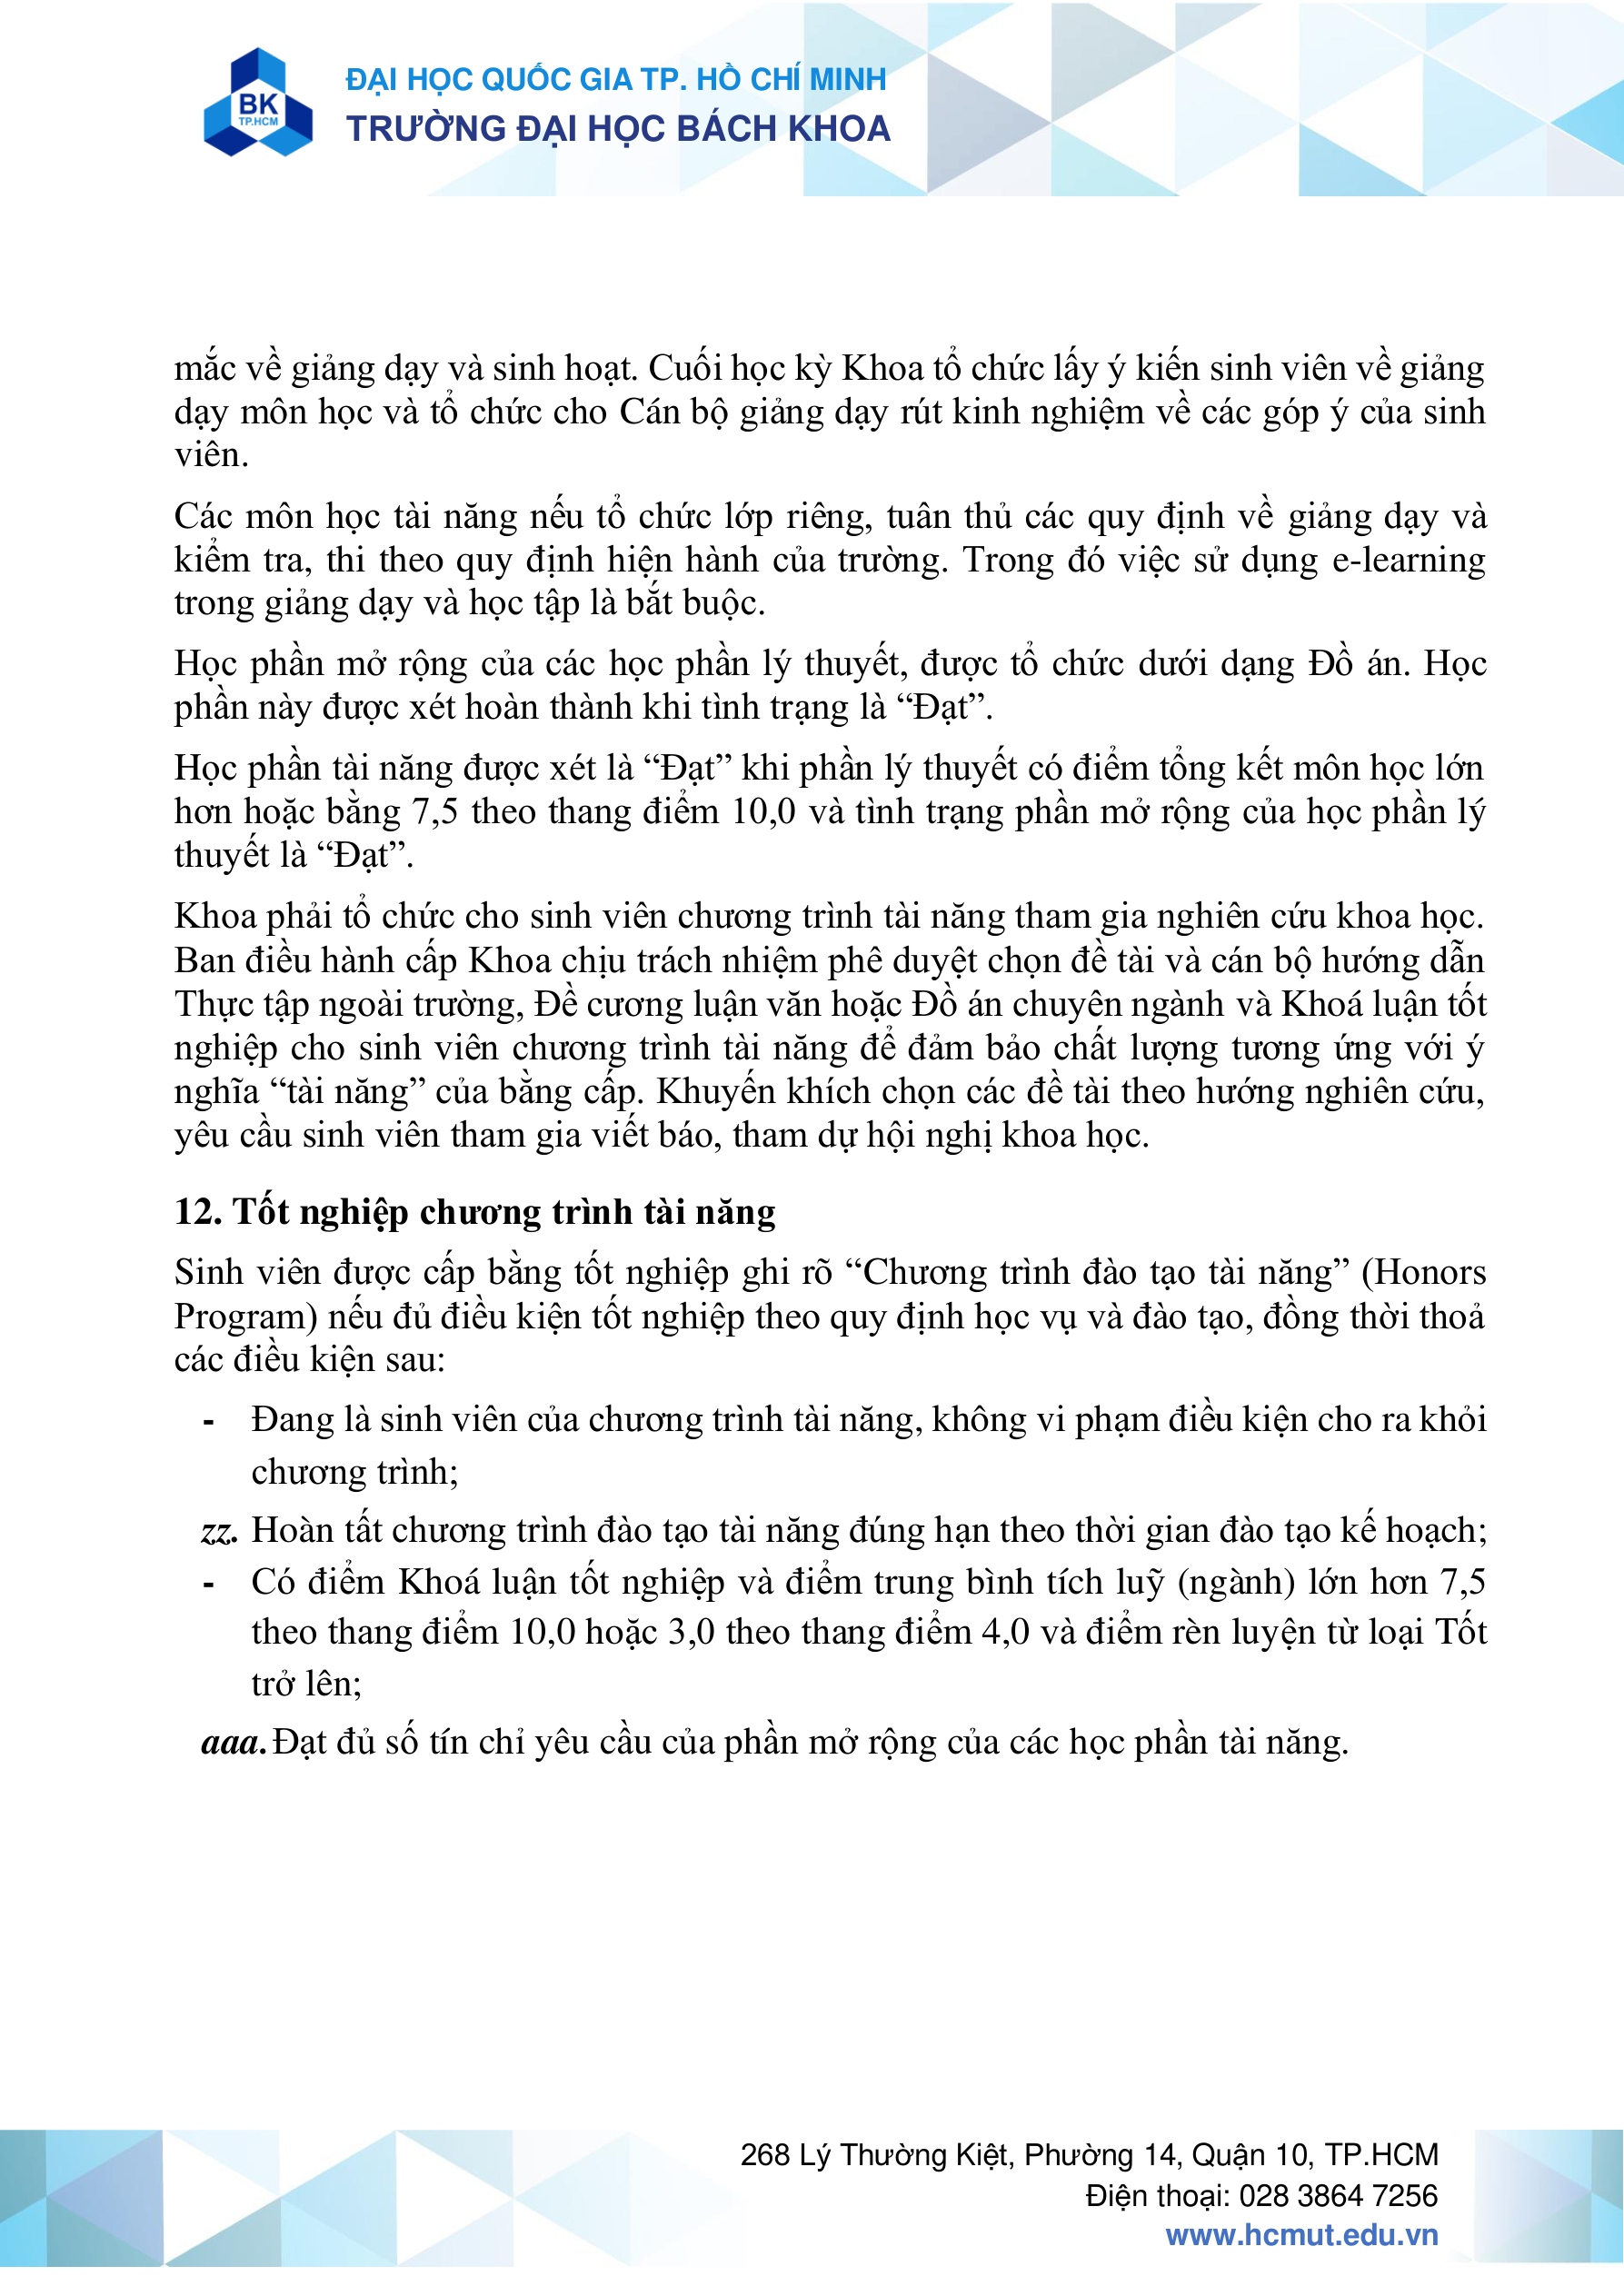 BK
TP.HCM
ĐẠI HỌC QUỐC GIA TP. HỒ CHÍ MINH
TRƯỜNG ĐẠI HỌC BÁCH KHOA
mắc về giảng dạy và sinh hoạt. Cuối học kỳ Khoa tổ chức lấy ý kiến sinh viên về giảng
dạy môn học và tổ chức cho Cán bộ giảng dạy rút kinh nghiệm về các góp ý của sinh
viên.
Các môn học tài năng nếu tổ chức lớp riêng, tuân thủ các quy định về giảng dạy và
kiểm tra, thi theo quy định hiện hành của trường. Trong đó việc sử dụng e-learning
trong giảng dạy và học tập là bắt buộc.
Học phần mở rộng của các học phần lý thuyết, được tổ chức dưới dạng Đồ án. Học
phần này được xét hoàn thành khi tình trạng là “Đạt”.
Học phần tài năng được xét là “Đạt” khi phần lý thuyết có điểm tổng kết môn học lớn
hơn hoặc bằng 7,5 theo thang điểm 10,0 và tình trạng phần mở rộng của học phần lý
thuyết là “Đạt”.
Khoa phải tổ chức cho sinh viên chương trình tài năng tham gia nghiên cứu khoa học.
Ban điều hành cấp Khoa chịu trách nhiệm phê duyệt chọn đề tài và cán bộ hướng dẫn
Thực tập ngoài trường, Đề cương luận văn hoặc Đồ án chuyên ngành và Khoá luận tốt
nghiệp cho sinh viên chương trình tài năng để đảm bảo chất lượng tương ứng với ý
nghĩa “tài năng” của bằng cấp. Khuyến khích chọn các đề tài theo hướng nghiên cứu,
yêu cầu sinh viên tham gia viết báo, tham dự hội nghị khoa học.
12. Tốt nghiệp chương trình tài năng
Sinh viên được cấp bằng tốt nghiệp ghi rõ “Chương trình đào tạo tài năng” (Honors
Program) nếu đủ điều kiện tốt nghiệp theo quy định học vụ và đào tạo, đồng thời thoả
các điều kiện sau:
- Đang là sinh viên của chương trình tài năng, không vi phạm điều kiện cho ra khỏi
chương trình;
zz. Hoàn tất chương trình đào tạo tài năng đúng hạn theo thời gian đào tạo kế hoạch;
- Có điểm Khoá luận tốt nghiệp và điểm trung bình tích luỹ (ngành) lớn hơn 7,5
theo thang điểm 10,0 hoặc 3,0 theo thang điểm 4,0 và điểm rèn luyện từ loại Tốt
trở lên;
aaa. Đạt đủ số tín chỉ yêu cầu của phần mở rộng của các học phần tài năng.
268 Lý Thường Kiệt, Phường 14, Quận 10, TP.HCM
Điện thoại: 028 3864 7256
www.hcmut.edu.vn